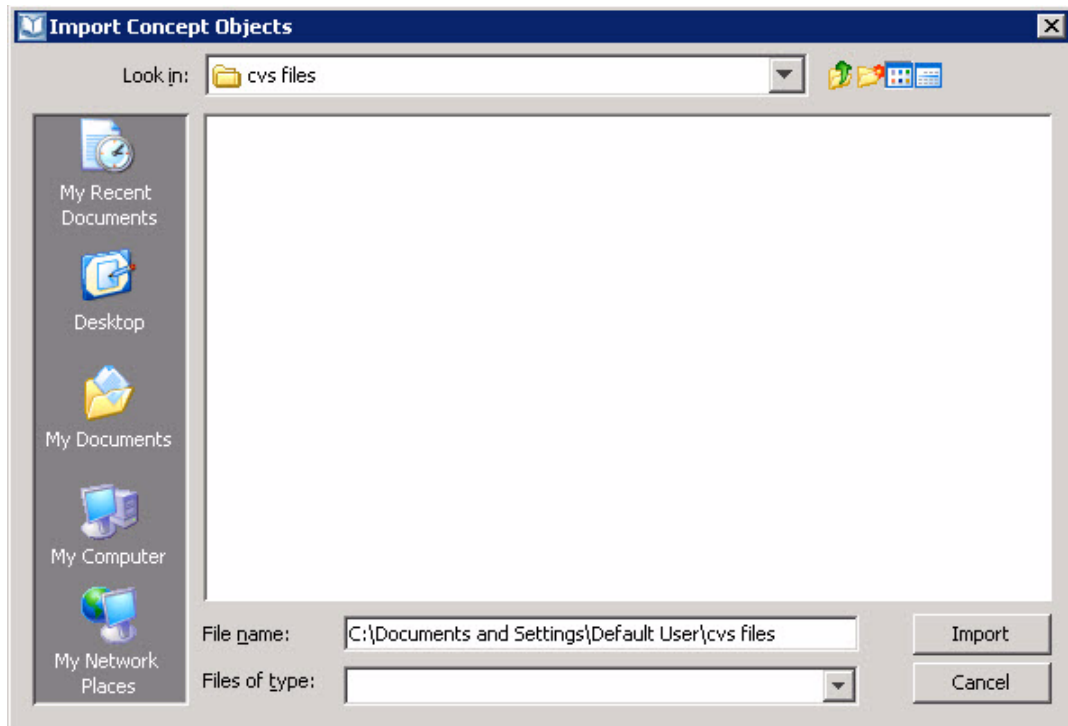 Import Concept Objects
Look in:
cvs files
My Recent
Documents
Desktop
My Documents
My Computer
My Network
Places
File name:
C:\Documents and Settings\Default User\cvs files
Import
Files of type:
Cancel